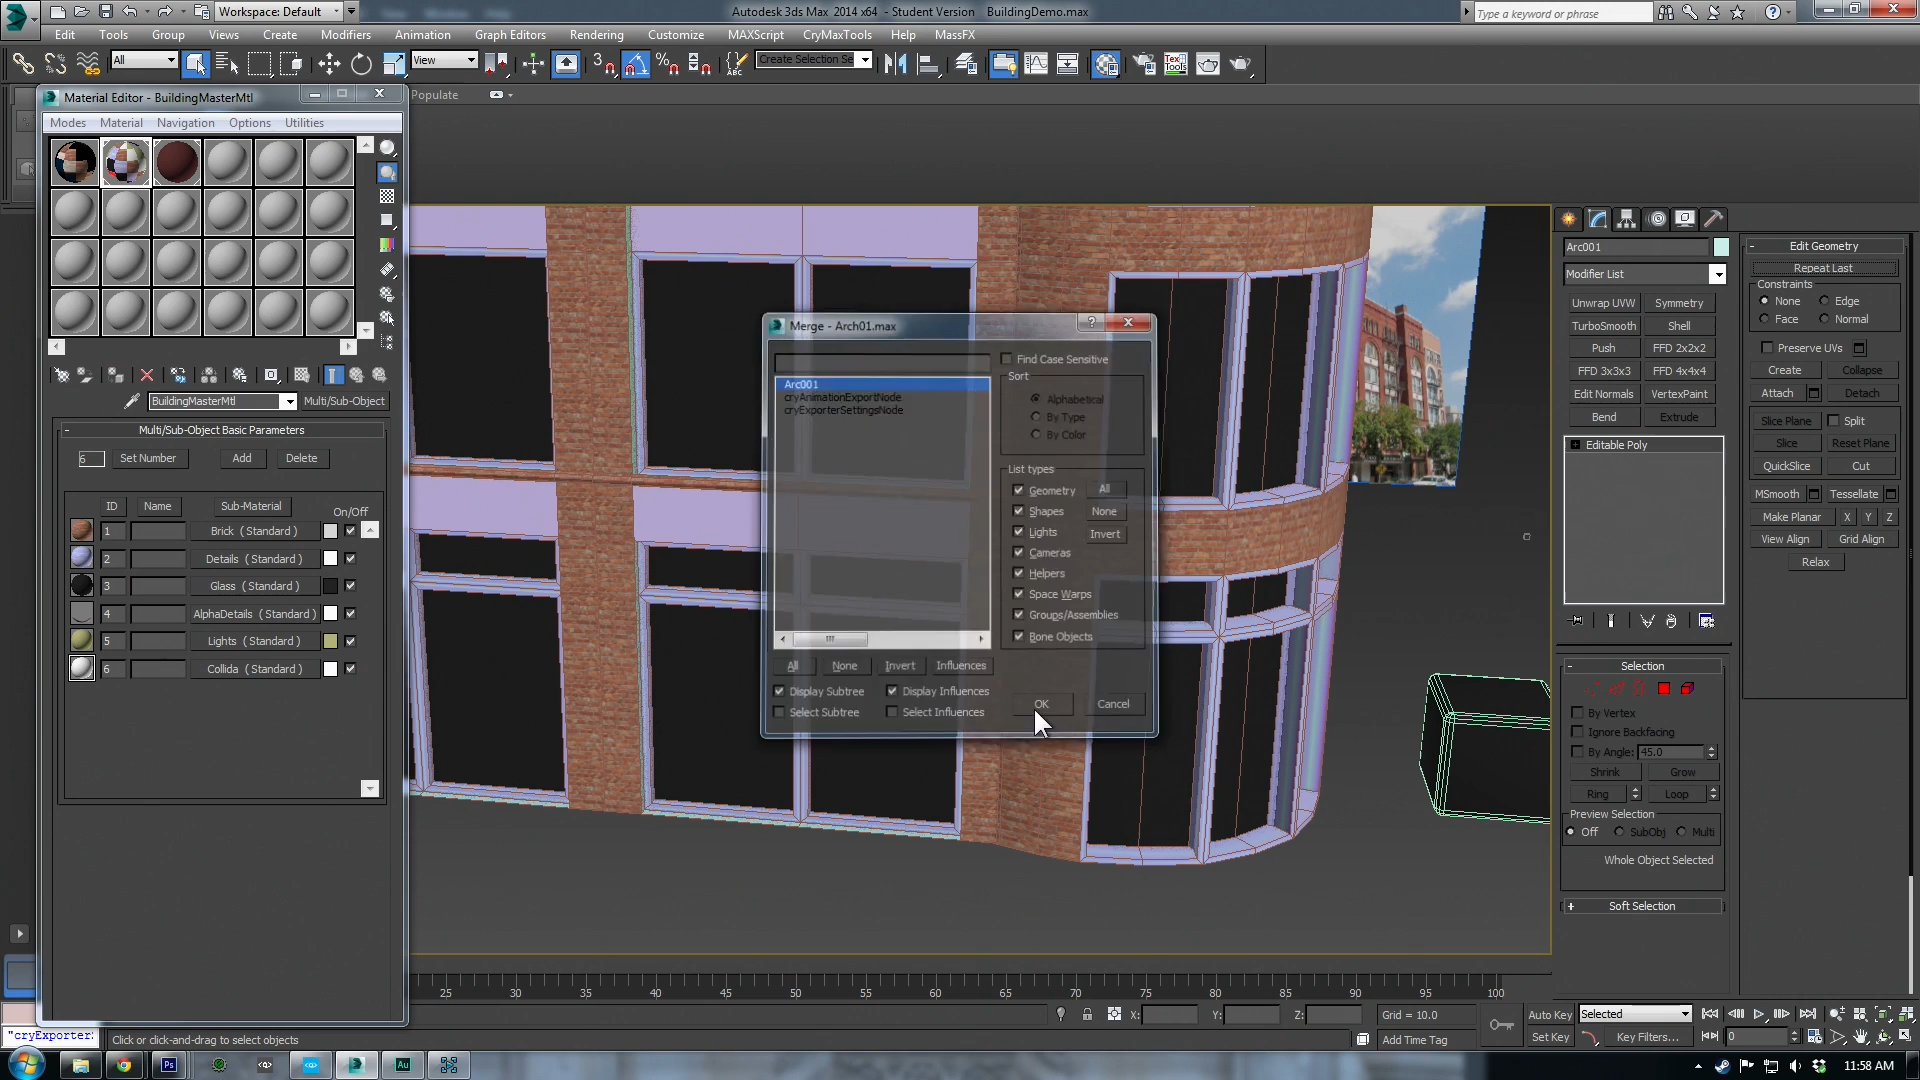 Workspace: Default
Autodesk 3ds Max 2014 x64 - Student Version BuildingDemo.max
Type a keyword or phrase
Edit Tools Group Views Create Modifiers Animation Graph Editors Rendering Customize MAXScript CryMaxTools Help MassFX
All
View
3
Create Selection Se
Tex Tools
Material Editor - BuildingMasterMtl
Populate
Modes Material Navigation Options Utilities
BuildingMasterMtl Multi/Sub-Object
Multi/Sub-Object Basic Parameters
6 Set Number Add Delete
ID Name Sub-Material On/Off
1 Brick ( Standard )
2 Details ( Standard )
3 Glass ( Standard )
4 AlphaDetails ( Standard )
5 Lights ( Standard )
6 Collida ( Standard )
Merge - Arch01.max
Find Case Sensitive
Sort
Alphabetical
By Type
By Color
Arc001
cryAnimationExportNode
cryExporterSettingsNode
List types
Geometry All
Shapes None
Lights Invert
Cameras
Helpers
Space Warps
Groups/Assemblies
Bone Objects
All None Invert Influences
Display Subtree Display Influences
Select Subtree Select Influences
OK Cancel
Arc001
Modifier List
Unwrap UVW Symmetry
TurboSmooth Shell
Push FFD 2x2x2
FFD 3x3x3 FFD 4x4x4
Edit Normals VertexPaint
Bend Extrude
Editable Poly
Selection
By Vertex
Ignore Backfacing
By Angle: 45.0
Shrink Grow
Ring Loop
Preview Selection
Off SubObj Multi
Whole Object Selected
Soft Selection
Edit Geometry
Repeat Last
Constraints
None Edge
Face Normal
Preserve UVs
Create Collapse
Attach Detach
Slice Plane Split
Slice Reset Plane
QuickSlice Cut
MSmooth Tessellate
Make Planar X Y Z
View Align Grid Align
Relax
25 30 35 40 45 50 55 60 65 70 75 80 85 90 95 100
X: Y: Z: Grid = 10.0
Auto Key Selected
"cryExporter:
Click or click-and-drag to select objects
Add Time Tag
Set Key Key Filters... 0
Ps
Au
11:58 AM